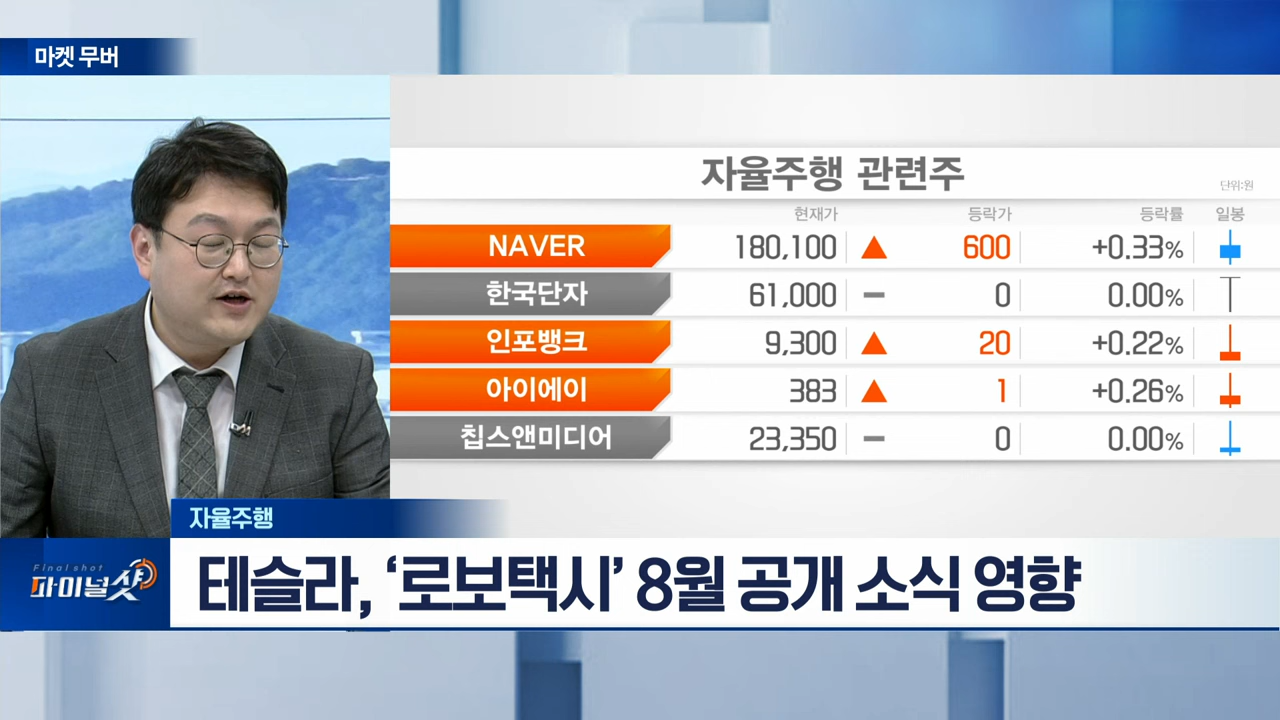 마켓 무버
자율주행 관련주
단위:원
현재가 등락가 등락률 일봉
NAVER 180,100 ▲ 600 +0.33%
한국단자 61,000 － 0 0.00%
인포뱅크 9,300 ▲ 20 +0.22%
아이에이 383 ▲ 1 +0.26%
칩스앤미디어 23,350 － 0 0.00%
자율주행
Final shot
파이널샷
테슬라, ‘로보택시’ 8월 공개 소식 영향